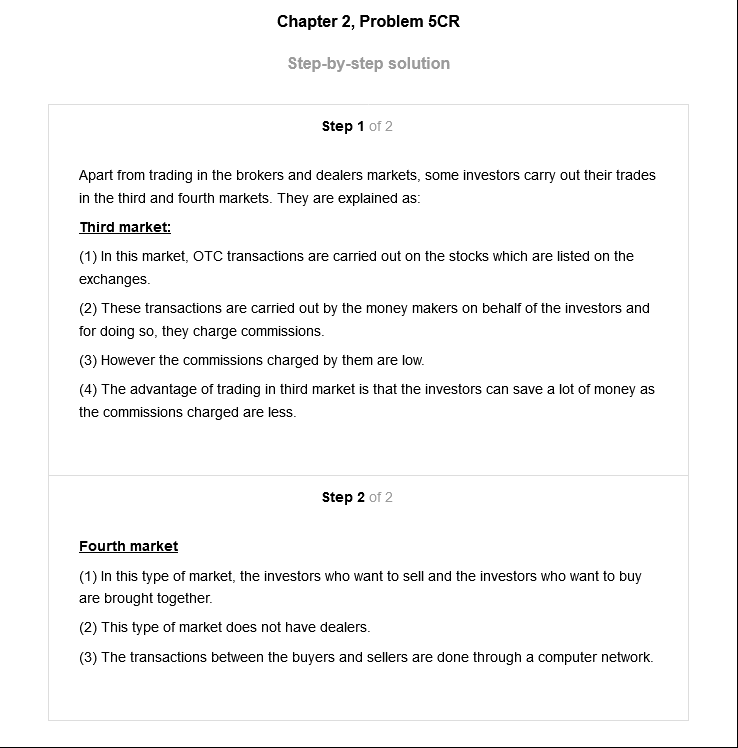 Chapter 2, Problem 5CR
Step-by-step solution
Step 1 of 2
Apart from trading in the brokers and dealers markets, some investors carry out their trades
in the third and fourth markets. They are explained as:
Third market:
(1) In this market, OTC transactions are carried out on the stocks which are listed on the
exchanges.
(2) These transactions are carried out by the money makers on behalf of the investors and
for doing so, they charge commissions.
(3) However the commissions charged by them are low.
(4) The advantage of trading in third market is that the investors can save a lot of money as
the commissions charged are less.
Step 2 of 2
Fourth market
(1) In this type of market, the investors who want to sell and the investors who want to buy
are brought together.
(2) This type of market does not have dealers.
(3) The transactions between the buyers and sellers are done through a computer network.